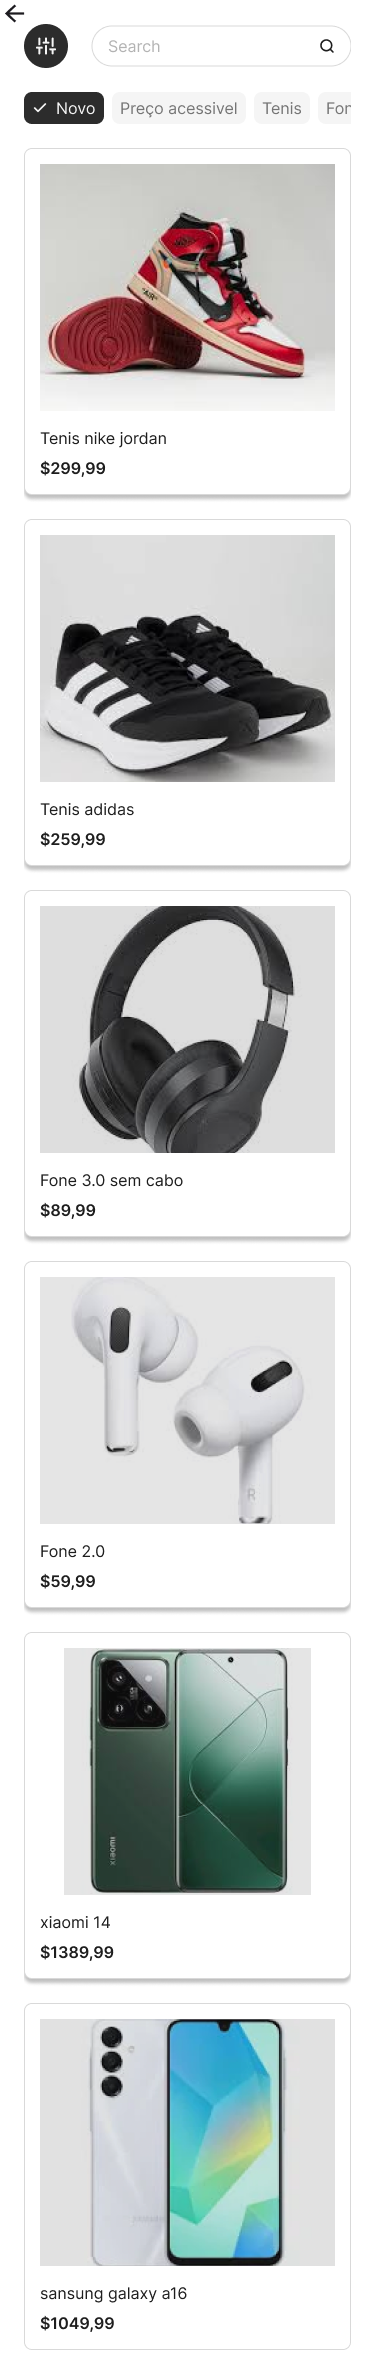 Search
Novo
Preço acessivel
Tenis
"AIR"
Tenis nike jordan
$299,99
Tenis adidas
$259,99
Fone 3.0 sem cabo
$89,99
R
Fone 2.0
$59,99
xiaomi
xiaomi 14
$1389,99
sansung galaxy a16
$1049,99